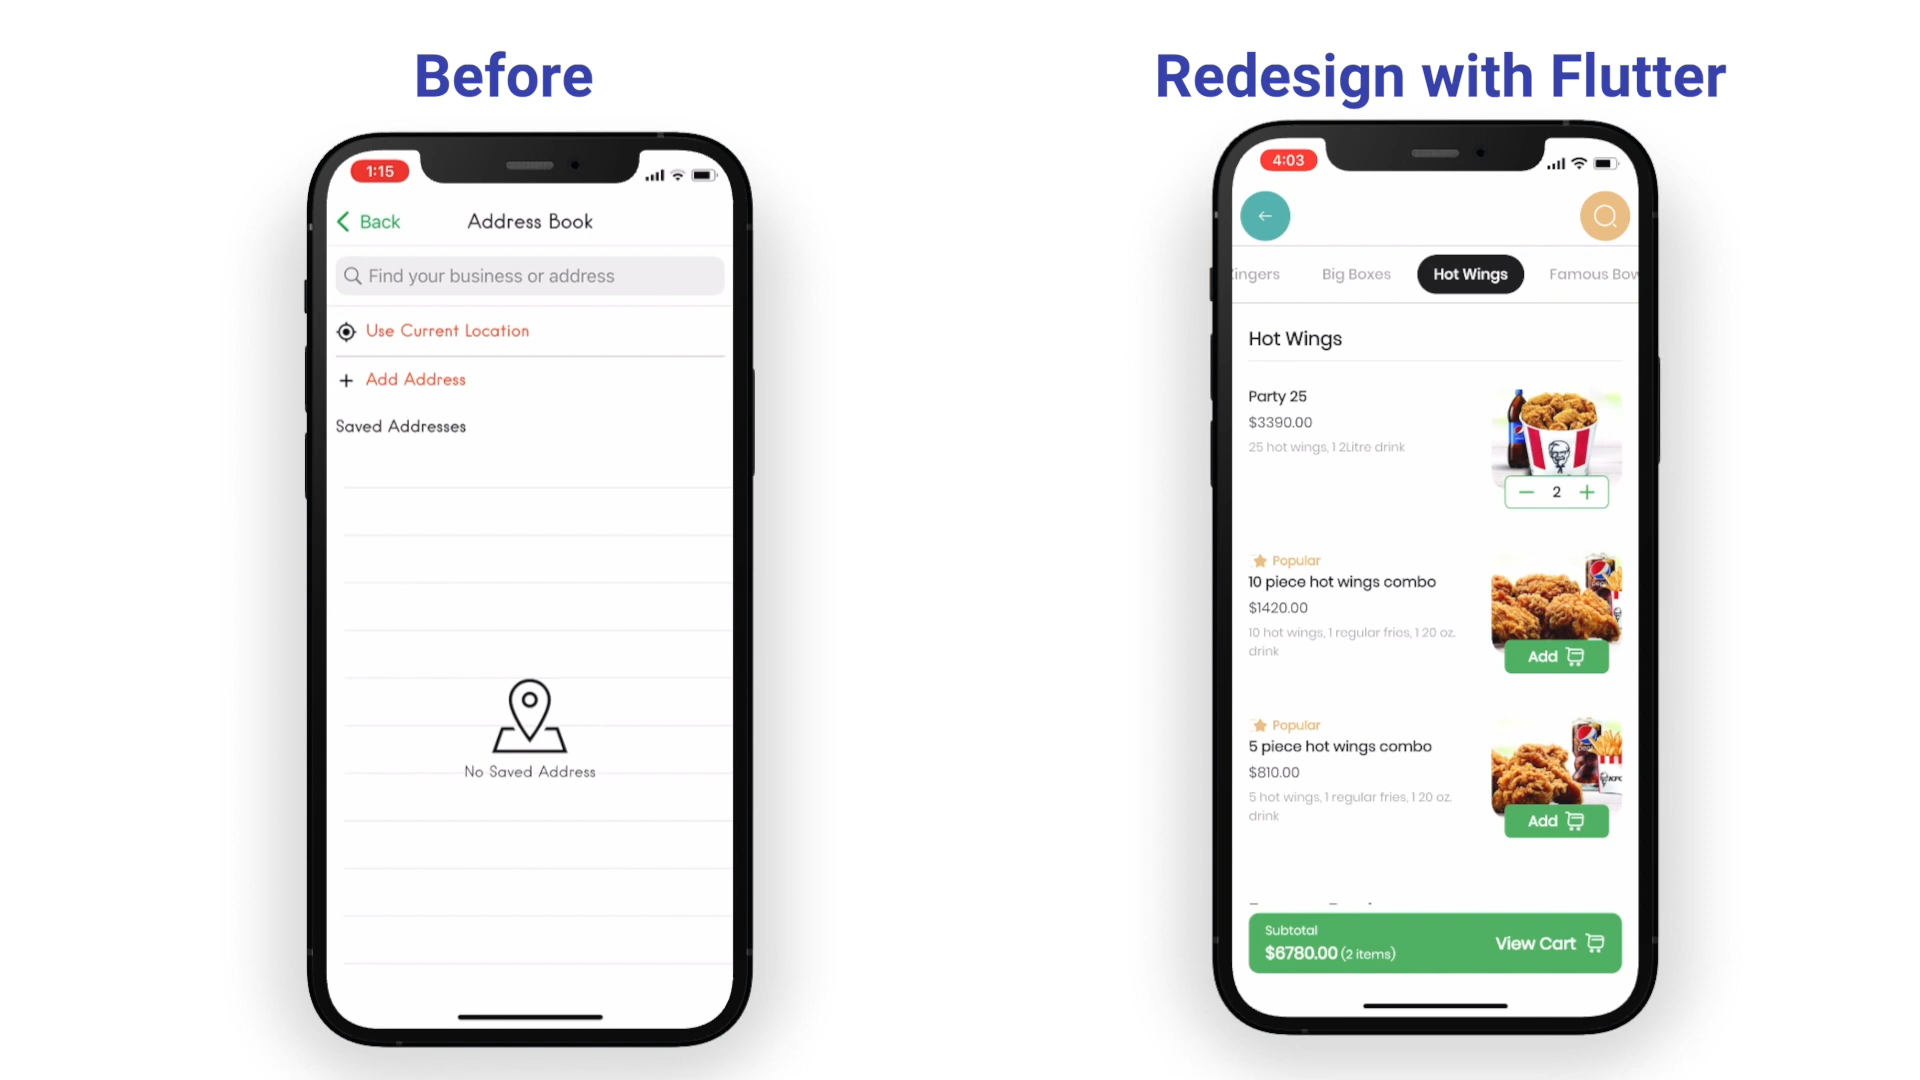 Before
1:15
Back
Address Book
Find your business or address
Use Current Location
Add Address
Saved Addresses
No Saved Address
Redesign with Flutter
4:03
Big Boxes
Hot Wings
Hot Wings
Party 25
$3390.00
25 hot wings, 1 2Litre drink
2
Popular
10 piece hot wings combo
$1420.00
10 hot wings, 1 regular fries, 1 20 oz.
drink
Add
Popular
5 piece hot wings combo
$810.00
5 hot wings, 1 regular fries, 1 20 oz.
drink
KFC
Add
Subtotal
$6780.00 (2 items)
View Cart